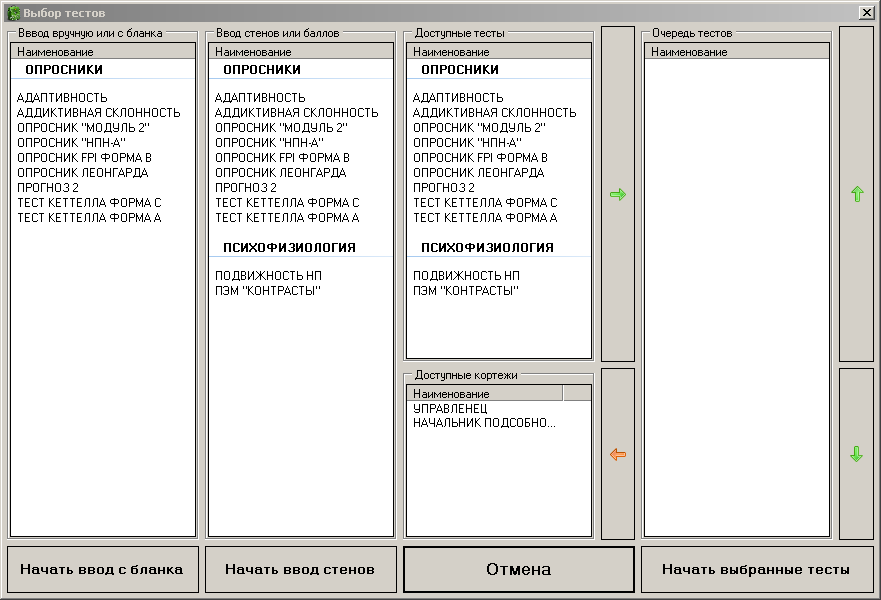 Выбор тестов
Вввод вручную или с бланка
Наименование
ОПРОСНИКИ
АДАПТИВНОСТЬ
АДДИКТИВНАЯ СКЛОННОСТЬ
ОПРОСНИК "МОДУЛЬ 2"
ОПРОСНИК "НПН-А"
ОПРОСНИК FPI ФОРМА В
ОПРОСНИК ЛЕОНГАРДА
ПРОГНОЗ 2
ТЕСТ КЕТТЕЛЛА ФОРМА С
ТЕСТ КЕТТЕЛЛА ФОРМА А
Ввод стенов или баллов
Наименование
ОПРОСНИКИ
АДАПТИВНОСТЬ
АДДИКТИВНАЯ СКЛОННОСТЬ
ОПРОСНИК "МОДУЛЬ 2"
ОПРОСНИК "НПН-А"
ОПРОСНИК FPI ФОРМА В
ОПРОСНИК ЛЕОНГАРДА
ПРОГНОЗ 2
ТЕСТ КЕТТЕЛЛА ФОРМА С
ТЕСТ КЕТТЕЛЛА ФОРМА А
ПСИХОФИЗИОЛОГИЯ
ПОДВИЖНОСТЬ НП
ПЭМ "КОНТРАСТЫ"
Доступные тесты
Наименование
ОПРОСНИКИ
АДАПТИВНОСТЬ
АДДИКТИВНАЯ СКЛОННОСТЬ
ОПРОСНИК "МОДУЛЬ 2"
ОПРОСНИК "НПН-А"
ОПРОСНИК FPI ФОРМА В
ОПРОСНИК ЛЕОНГАРДА
ПРОГНОЗ 2
ТЕСТ КЕТТЕЛЛА ФОРМА С
ТЕСТ КЕТТЕЛЛА ФОРМА А
ПСИХОФИЗИОЛОГИЯ
ПОДВИЖНОСТЬ НП
ПЭМ "КОНТРАСТЫ"
Доступные кортежи
Наименование
УПРАВЛЕНЕЦ
НАЧАЛЬНИК ПОДСОБНО...
Очередь тестов
Наименование
Начать ввод с бланка
Начать ввод стенов
Отмена
Начать выбранные тесты